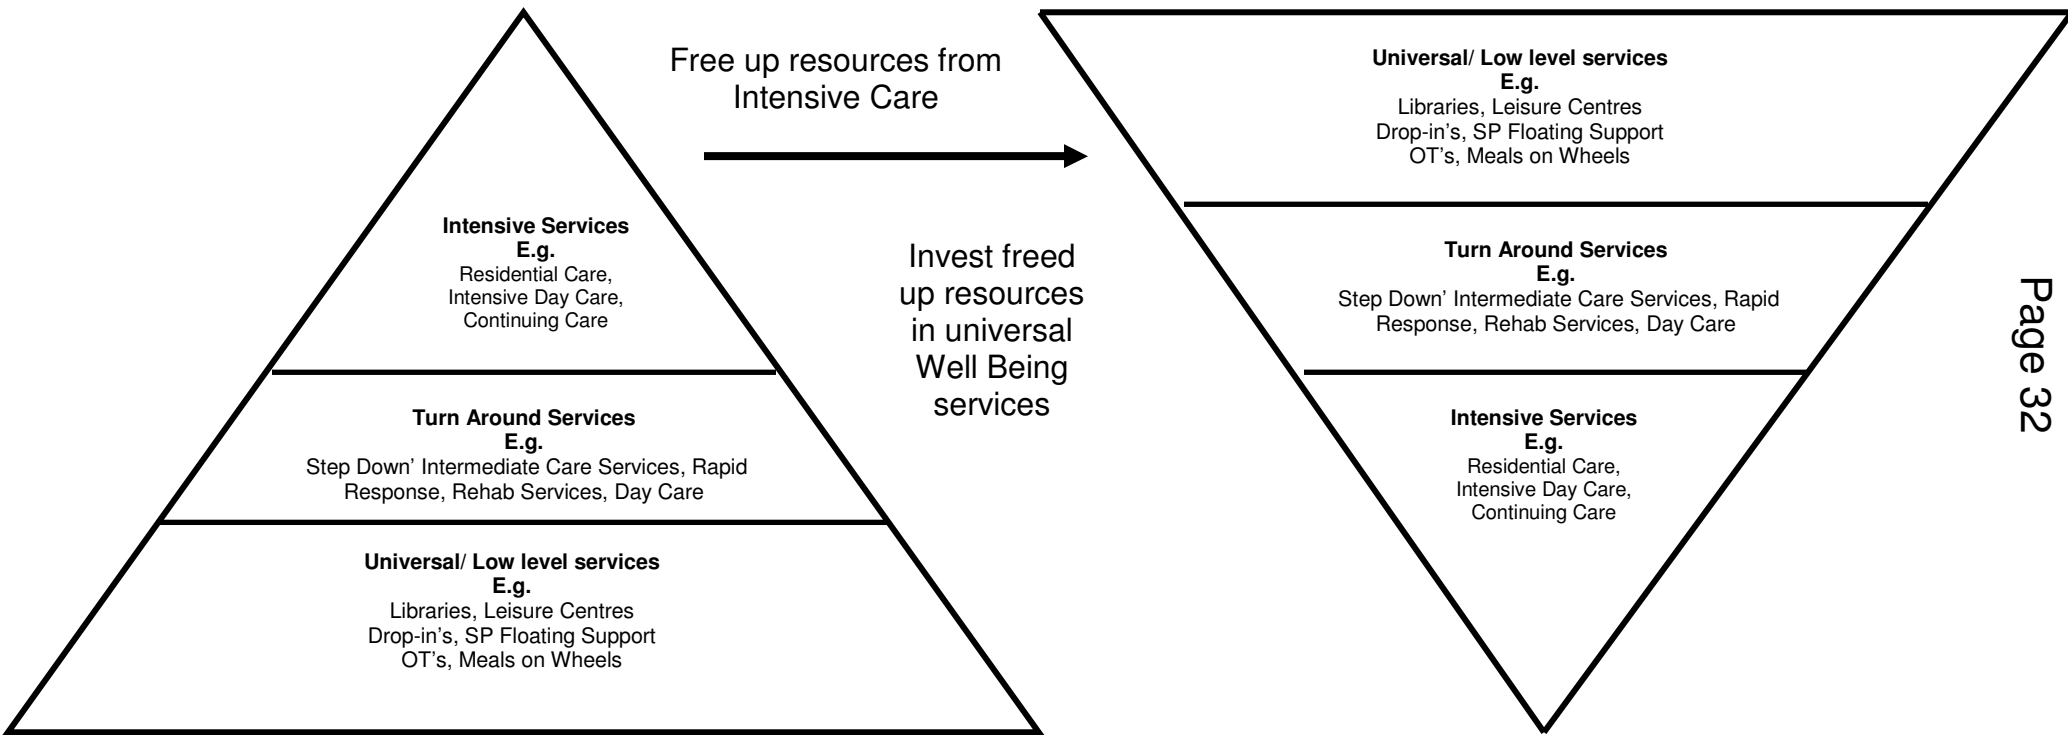 Intensive Services
E.g.
Residential Care,
Intensive Day Care,
Continuing Care
Turn Around Services
E.g.
Step Down’ Intermediate Care Services, Rapid
Response, Rehab Services, Day Care
Universal/ Low level services
E.g.
Libraries, Leisure Centres
Drop-in’s, SP Floating Support
OT’s, Meals on Wheels
Free up resources from
Intensive Care
Invest freed
up resources
in universal
Well Being
services
Universal/ Low level services
E.g.
Libraries, Leisure Centres
Drop-in’s, SP Floating Support
OT’s, Meals on Wheels
Turn Around Services
E.g.
Step Down’ Intermediate Care Services, Rapid
Response, Rehab Services, Day Care
Intensive Services
E.g.
Residential Care,
Intensive Day Care,
Continuing Care
Page 32